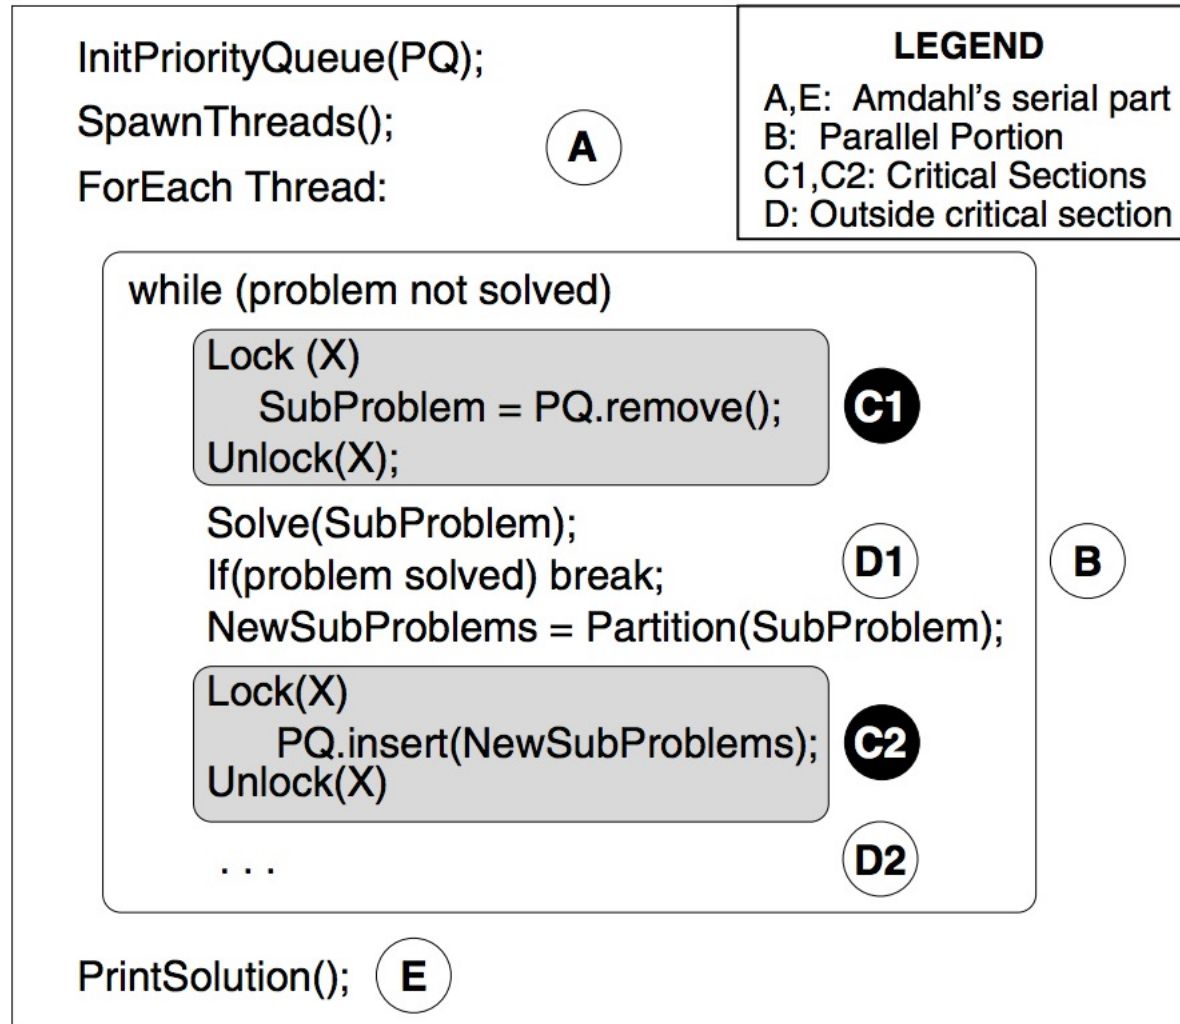 InitPriorityQueue(PQ);
SpawnThreads();
ForEach Thread:
A
LEGEND
A,E: Amdahl's serial part
B: Parallel Portion
C1,C2: Critical Sections
D: Outside critical section
while (problem not solved)
Lock (X)
SubProblem = PQ.remove();
Unlock(X);
C1
Solve(SubProblem);
If(problem solved) break;
NewSubProblems = Partition(SubProblem);
D1
B
Lock(X)
PQ.insert(NewSubProblems);
Unlock(X)
C2
. . .
D2
PrintSolution();
E